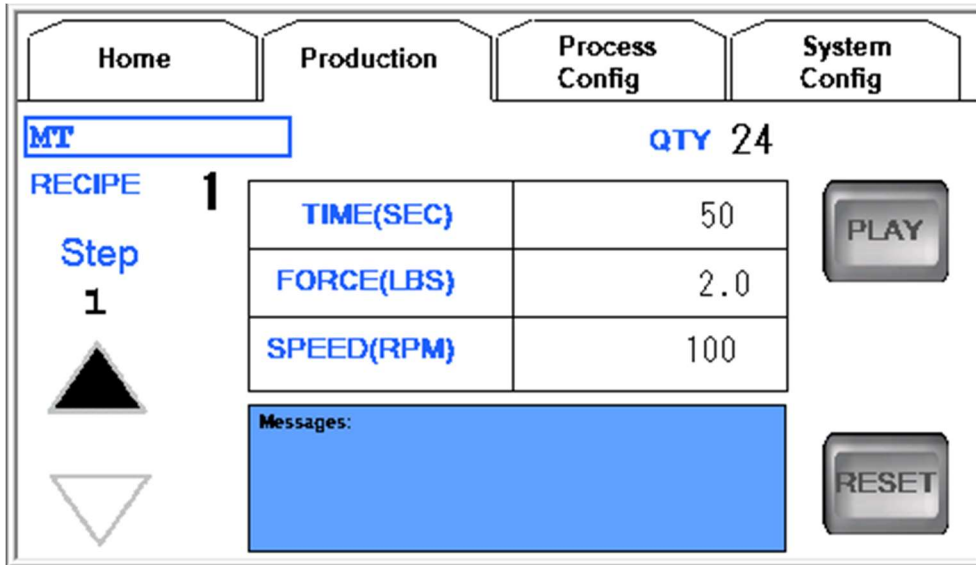 Home
Production
Process
Config
System
Config
MT
QTY 24
RECIPE 1
Step
1
TIME(SEC) 50
FORCE(LBS) 2.0
SPEED(RPM) 100
PLAY
Messages:
RESET